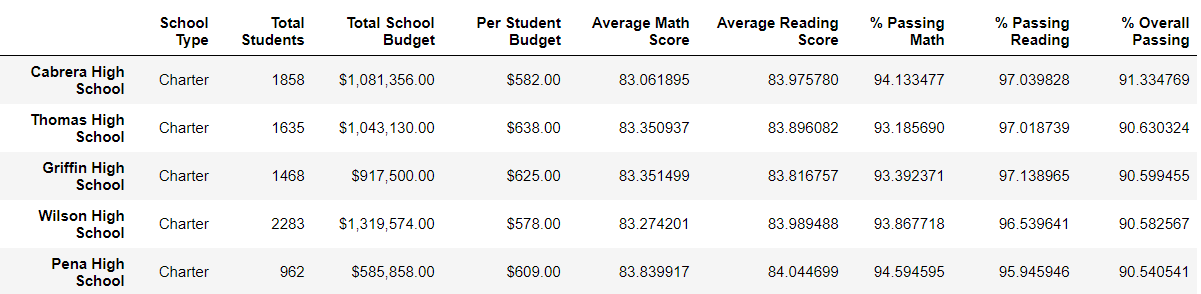 School Type Total Students Total School Budget Per Student Budget Average Math Score Average Reading Score % Passing Math % Passing Reading % Overall Passing
Cabrera High School Charter 1858 $1,081,356.00 $582.00 83.061895 83.975780 94.133477 97.039828 91.334769
Thomas High School Charter 1635 $1,043,130.00 $638.00 83.350937 83.896082 93.185690 97.018739 90.630324
Griffin High School Charter 1468 $917,500.00 $625.00 83.351499 83.816757 93.392371 97.138965 90.599455
Wilson High School Charter 2283 $1,319,574.00 $578.00 83.274201 83.989488 93.867718 96.539641 90.582567
Pena High School Charter 962 $585,858.00 $609.00 83.839917 84.044699 94.594595 95.945946 90.540541